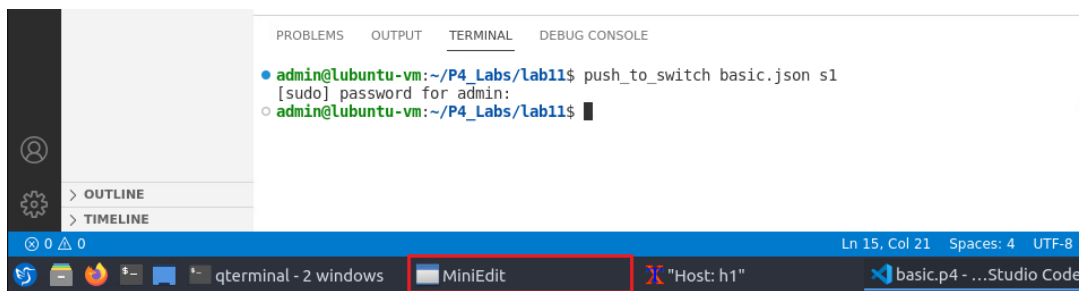 PROBLEMS OUTPUT TERMINAL DEBUG CONSOLE
admin@lubuntu-vm:~/P4_Labs/lab11$ push_to_switch basic.json s1
[sudo] password for admin:
admin@lubuntu-vm:~/P4_Labs/lab11$
> OUTLINE
> TIMELINE
0 0 Ln 15, Col 21 Spaces: 4 UTF-8
qterminal - 2 windows MiniEdit "Host: h1" basic.p4 - ...Studio Code